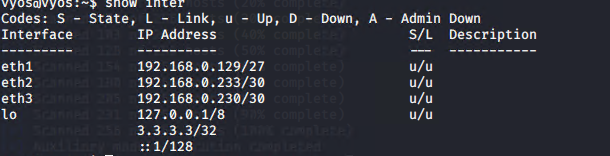 vyos@vyos:~$ show inter
Codes: S - State, L - Link, u - Up, D - Down, A - Admin Down
Interface IP Address S/L Description
--------- ---------- --- -----------
eth1 192.168.0.129/27 u/u
eth2 192.168.0.233/30 u/u
eth3 192.168.0.230/30 u/u
lo 127.0.0.1/8 u/u
3.3.3.3/32
::1/128